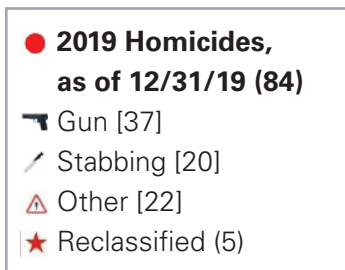 2019 Homicides,
as of 12/31/19 (84)
Gun [37]
Stabbing [20]
Other [22]
Reclassified (5)